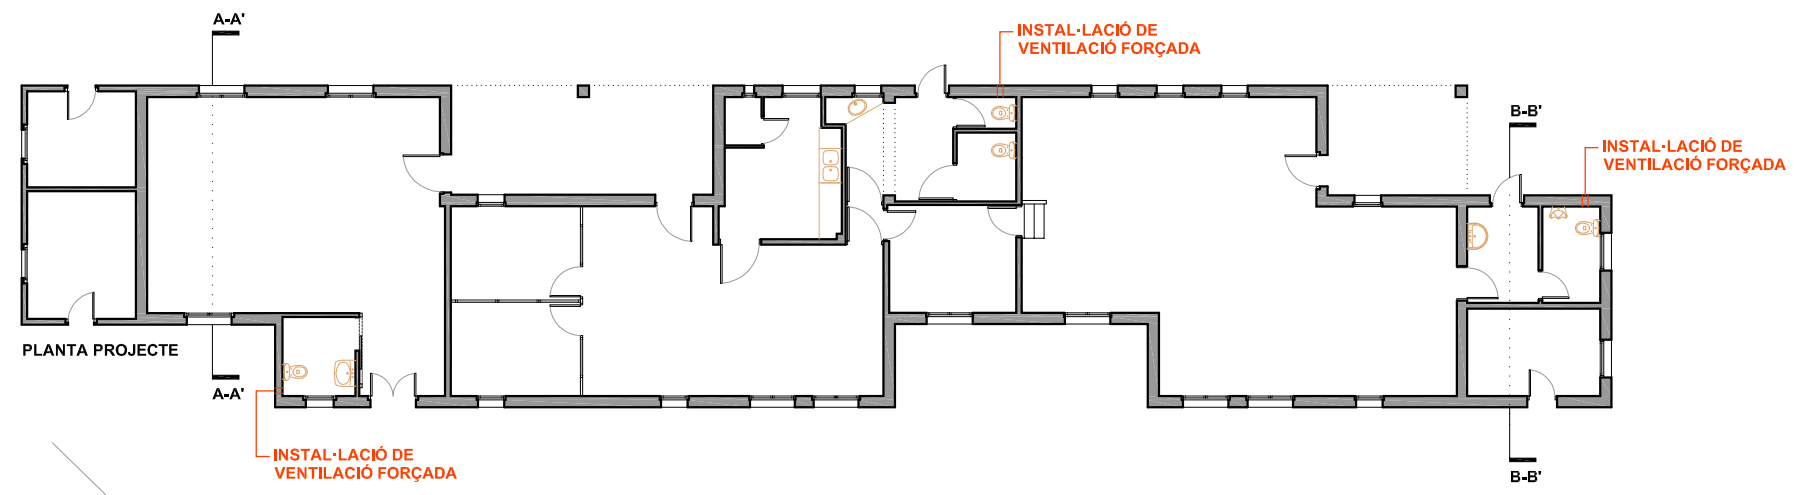 A-A'
INSTAL·LACIÓ DE
VENTILACIÓ FORÇADA
B-B'
INSTAL·LACIÓ DE
VENTILACIÓ FORÇADA
PLANTA PROJECTE
A-A'
INSTAL·LACIÓ DE
VENTILACIÓ FORÇADA
B-B'